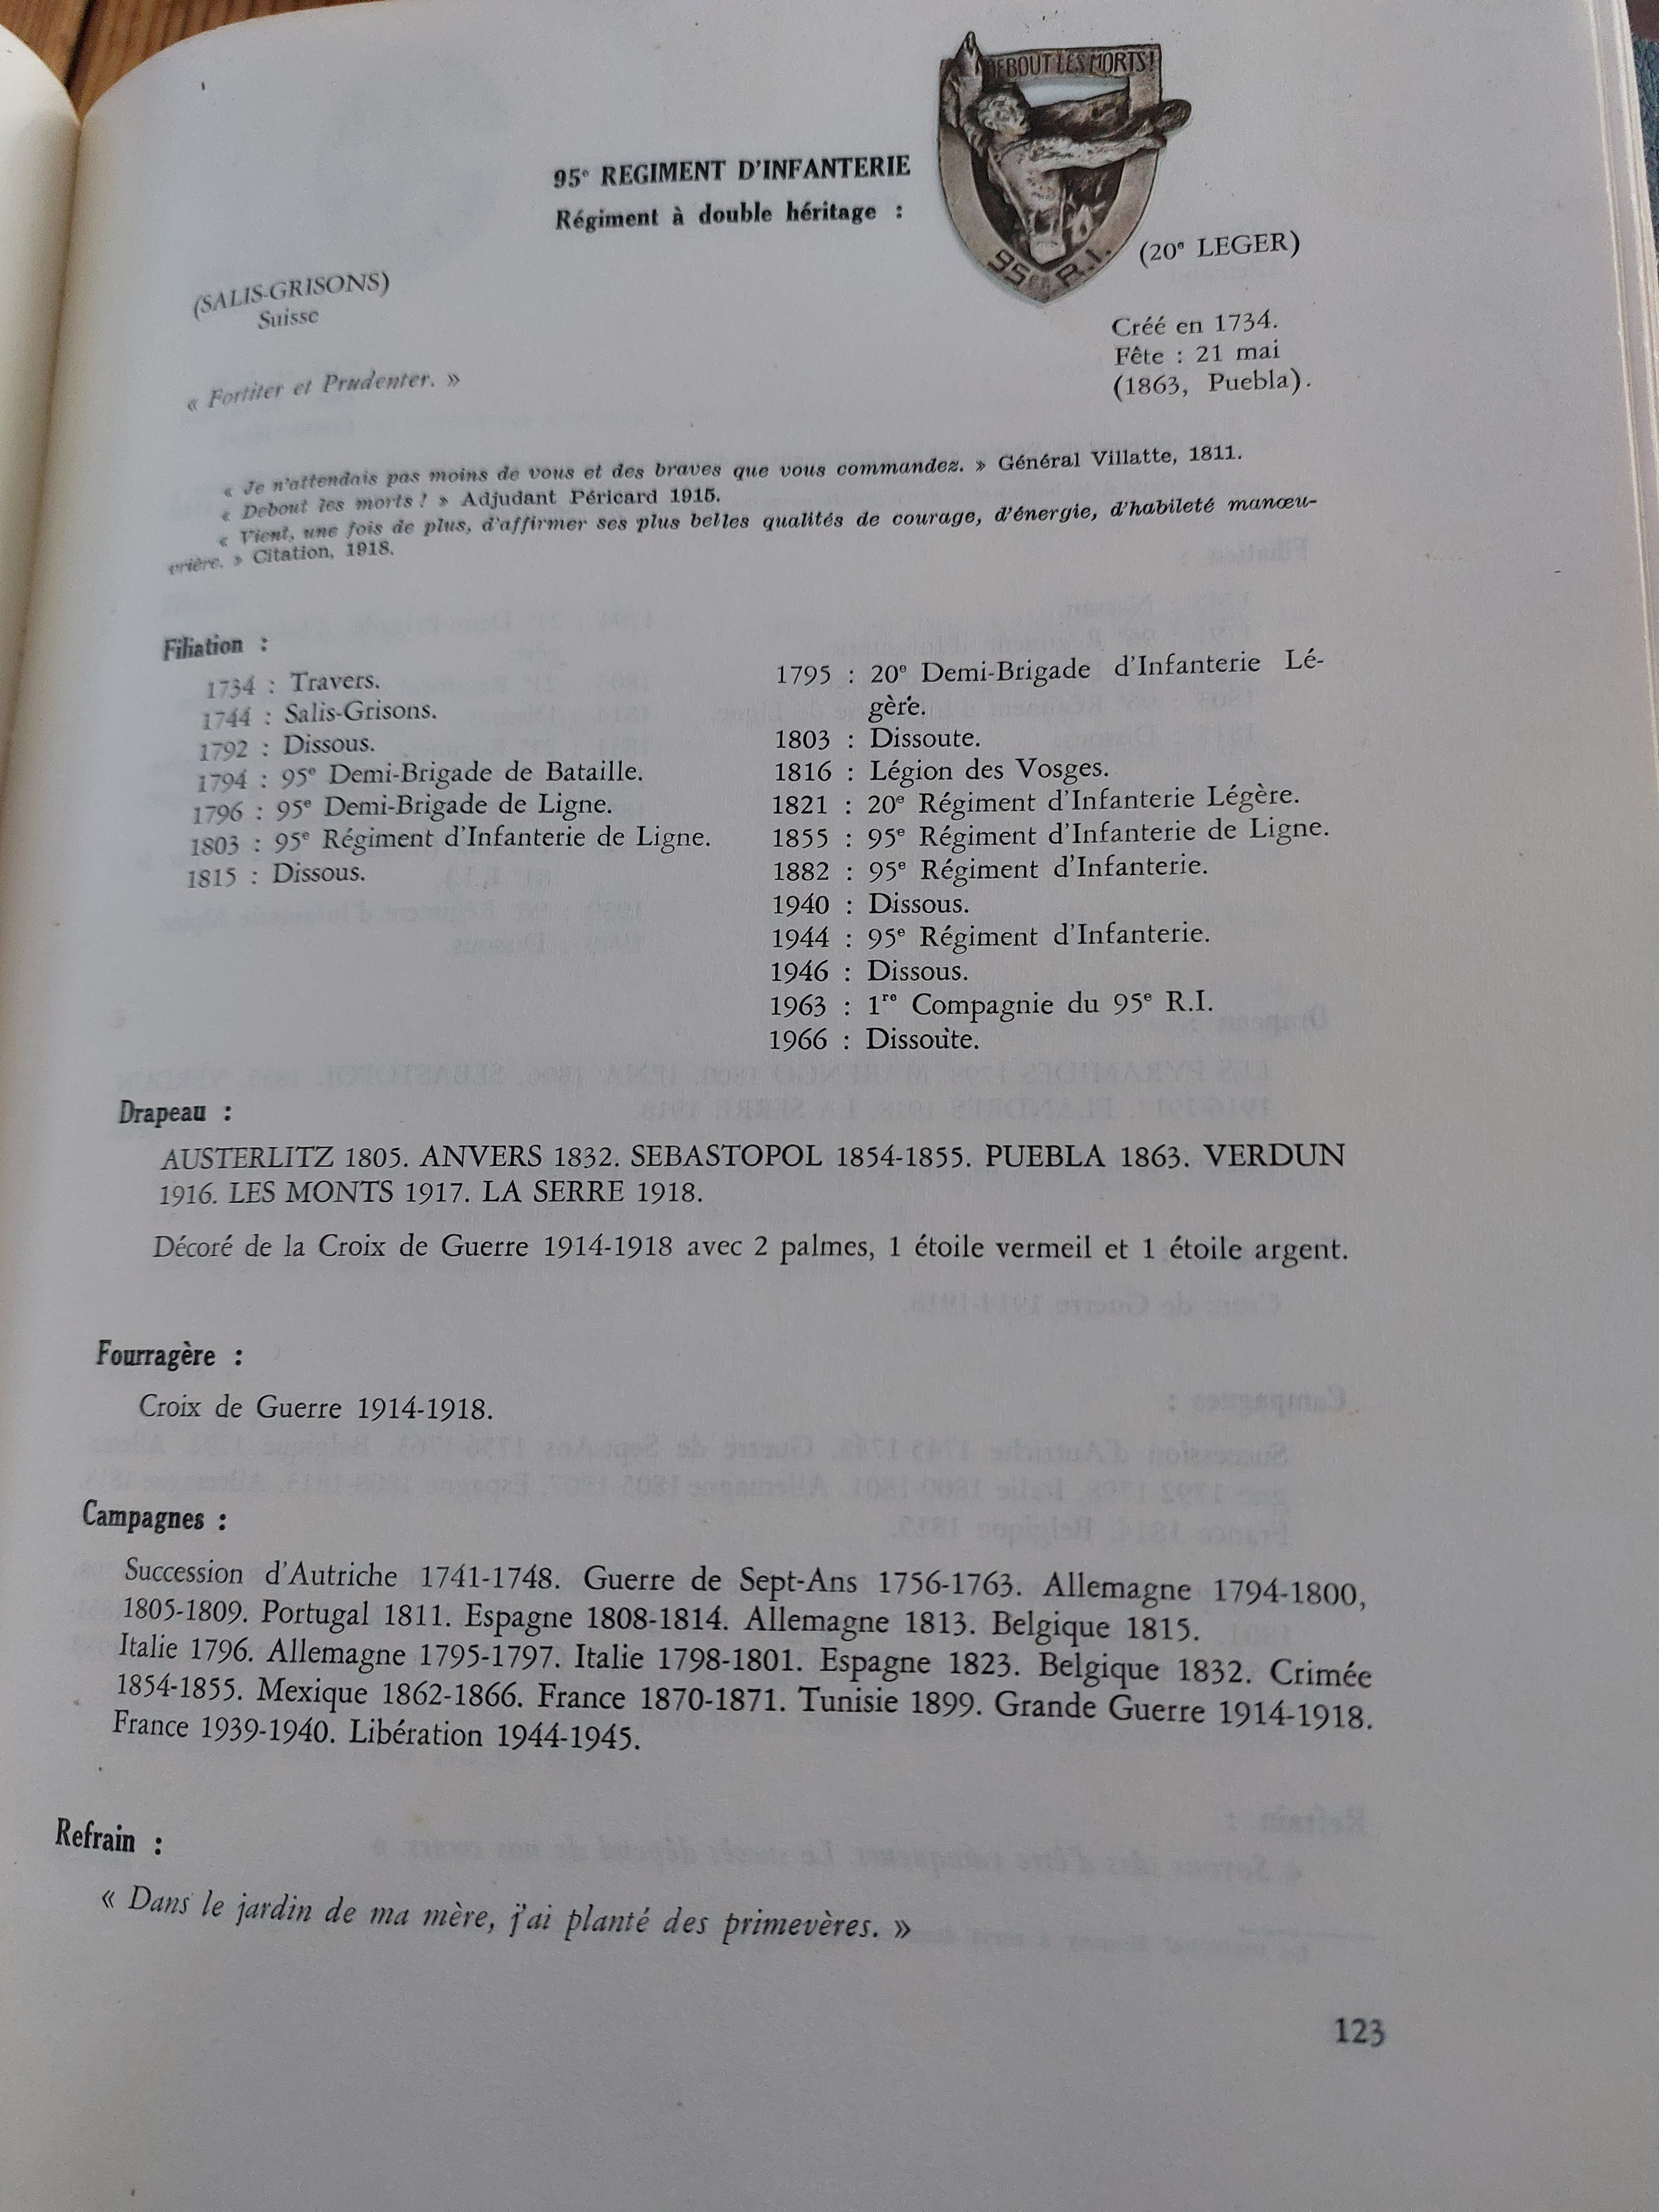 DEBOUT LES MORTS!
95e R.I.
95e REGIMENT D'INFANTERIE
Régiment à double héritage :
(SALIS-GRISONS)
Suisse
(20e LEGER)
Créé en 1734.
Fête : 21 mai
(1863, Puebla).
« Fortiter et Prudenter. »
« Je n'attendais pas moins de vous et des braves que vous commandez. » Général Villatte, 1811.
« Debout les morts ! » Adjudant Péricard 1915.
« Vient, une fois de plus, d'affirmer ses plus belles qualités de courage, d'énergie, d'habileté manœu-
vrière. » Citation, 1918.
Filiation :
1734 : Travers.
1744 : Salis-Grisons.
1792 : Dissous.
1794 : 95e Demi-Brigade de Bataille.
1796 : 95e Demi-Brigade de Ligne.
1803 : 95e Régiment d'Infanterie de Ligne.
1815 : Dissous.
1795 : 20e Demi-Brigade d'Infanterie Lé-
gère.
1803 : Dissoute.
1816 : Légion des Vosges.
1821 : 20e Régiment d'Infanterie Légère.
1855 : 95e Régiment d'Infanterie de Ligne.
1882 : 95e Régiment d'Infanterie.
1940 : Dissous.
1944 : 95e Régiment d'Infanterie.
1946 : Dissous.
1963 : 1re Compagnie du 95e R.I.
1966 : Dissoute.
Drapeau :
AUSTERLITZ 1805. ANVERS 1832. SEBASTOPOL 1854-1855. PUEBLA 1863. VERDUN
1916. LES MONTS 1917. LA SERRE 1918.
Décoré de la Croix de Guerre 1914-1918 avec 2 palmes, 1 étoile vermeil et 1 étoile argent.
Fourragère :
Croix de Guerre 1914-1918.
Campagnes :
Succession d'Autriche 1741-1748. Guerre de Sept-Ans 1756-1763. Allemagne 1794-1800,
1805-1809. Portugal 1811. Espagne 1808-1814. Allemagne 1813. Belgique 1815.
Italie 1796. Allemagne 1795-1797. Italie 1798-1801. Espagne 1823. Belgique 1832. Crimée
1854-1855. Mexique 1862-1866. France 1870-1871. Tunisie 1899. Grande Guerre 1914-1918.
France 1939-1940. Libération 1944-1945.
Refrain :
« Dans le jardin de ma mère, j'ai planté des primevères. »
123